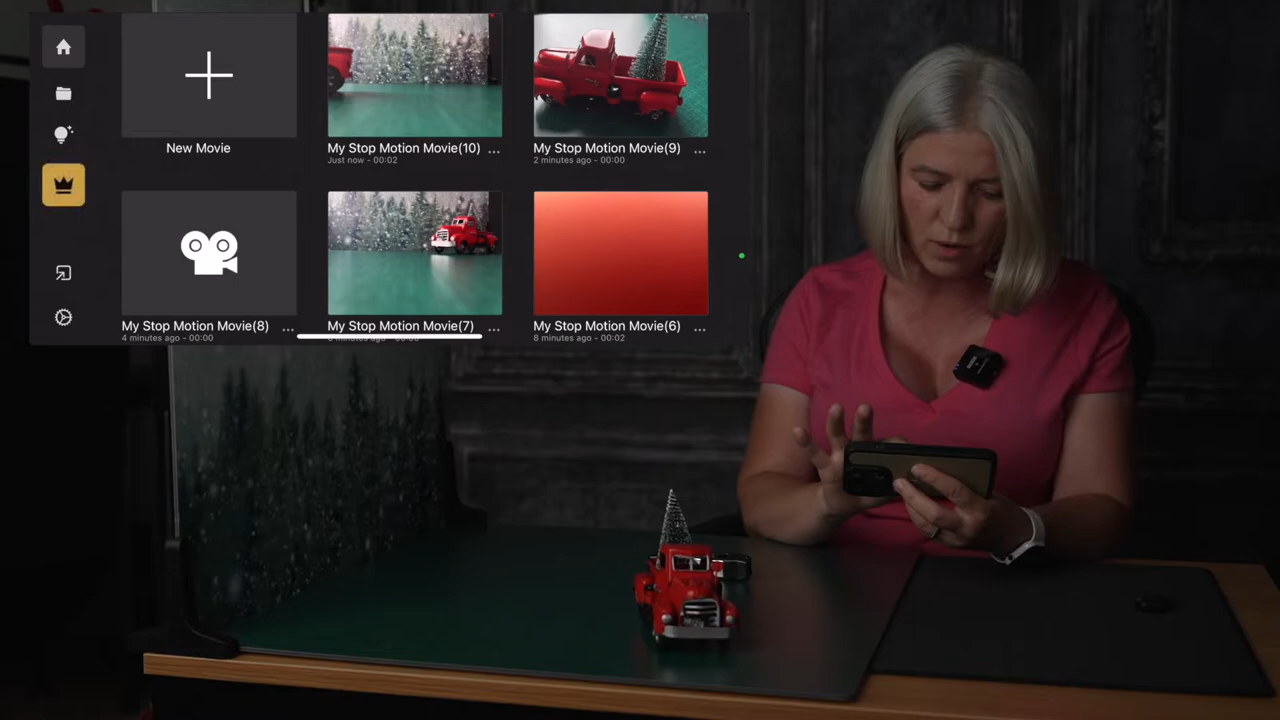 New Movie
My Stop Motion Movie(10)
Just now - 00:02
My Stop Motion Movie(9)
2 minutes ago - 00:00
My Stop Motion Movie(8)
4 minutes ago - 00:00
My Stop Motion Movie(7)
My Stop Motion Movie(6)
8 minutes ago - 00:02